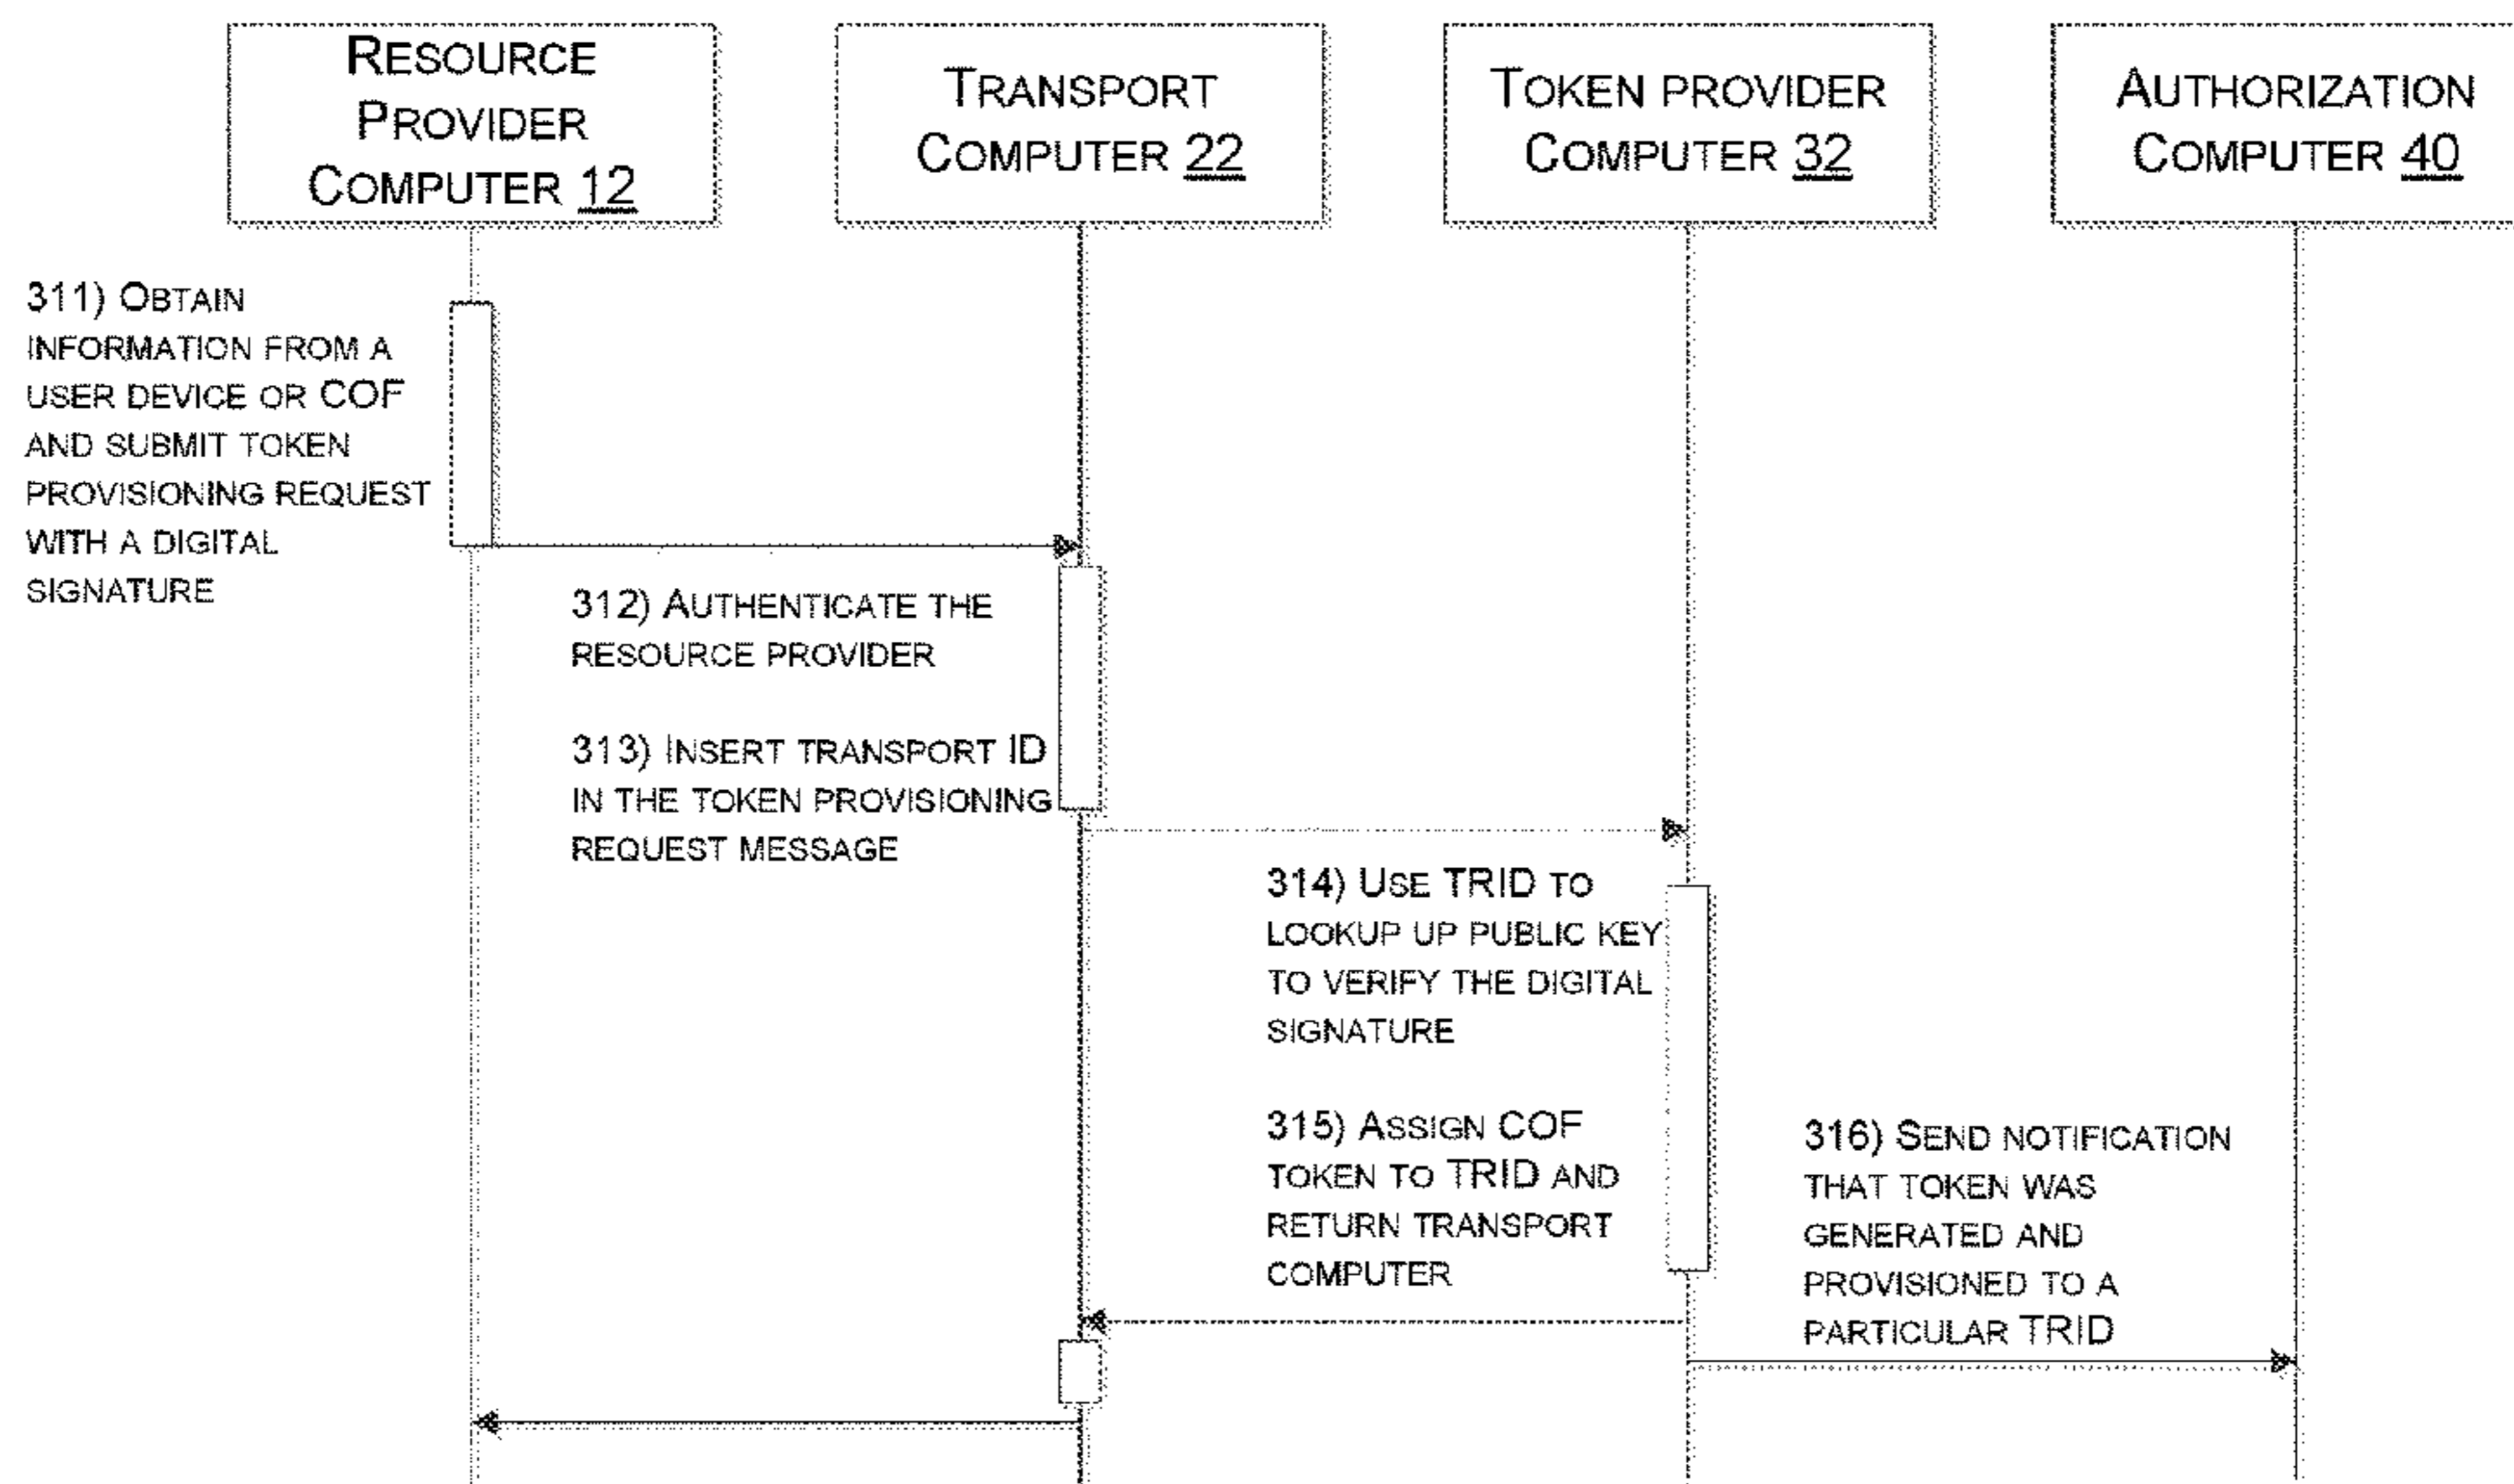 RESOURCE
PROVIDER
COMPUTER 12
TRANSPORT
COMPUTER 22
TOKEN PROVIDER
COMPUTER 32
AUTHORIZATION
COMPUTER 40
311) OBTAIN
INFORMATION FROM A
USER DEVICE OR COF
AND SUBMIT TOKEN
PROVISIONING REQUEST
WITH A DIGITAL
SIGNATURE
312) AUTHENTICATE THE
RESOURCE PROVIDER
313) INSERT TRANSPORT ID
IN THE TOKEN PROVISIONING
REQUEST MESSAGE
314) USE TRID TO
LOOKUP UP PUBLIC KEY
TO VERIFY THE DIGITAL
SIGNATURE
315) ASSIGN COF
TOKEN TO TRID AND
RETURN TRANSPORT
COMPUTER
316) SEND NOTIFICATION
THAT TOKEN WAS
GENERATED AND
PROVISIONED TO A
PARTICULAR TRID